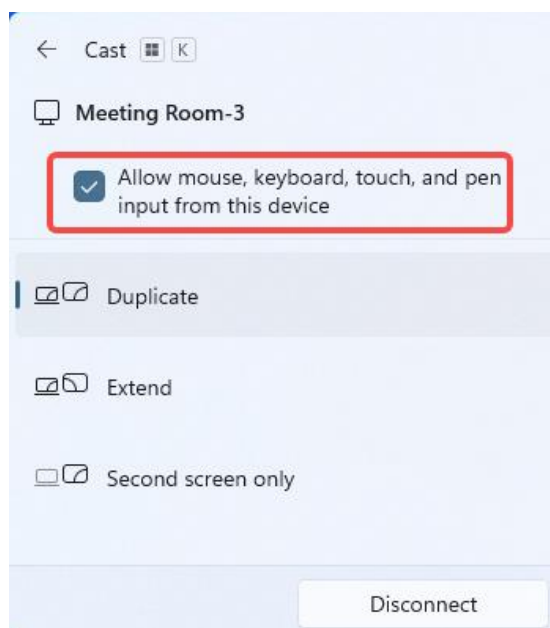 Cast K
Meeting Room-3
Allow mouse, keyboard, touch, and pen
input from this device
Duplicate
Extend
Second screen only
Disconnect